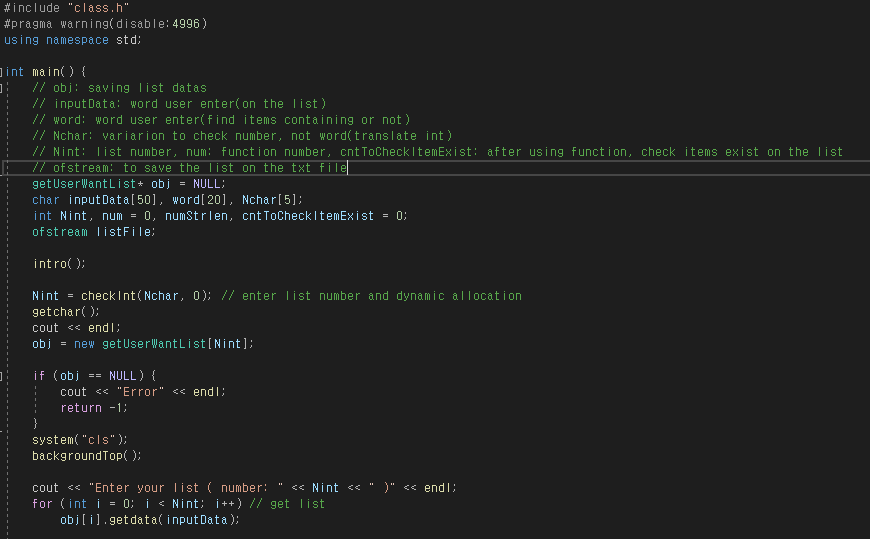 #include "class.h"
#pragma warning(disable:4996)
using namespace std;
int main() {
// obj: saving list datas
// inputData: word user enter(on the list)
// word: word user enter(find items containing or not)
// Nchar: variarion to check number, not word(translate int)
// Nint: list number, num: function number, cntToCheckItemExist: after using function, check items exist on the list
// ofstream: to save the list on the txt file
getUserWantList* obj = NULL;
char inputData[50], word[20], Nchar[5];
int Nint, num = 0, numStrlen, cntToCheckItemExist = 0;
ofstream listFile;
intro();
Nint = checkInt(Nchar, 0); // enter list number and dynamic allocation
getchar();
cout << endl;
obj = new getUserWantList[Nint];
if (obj == NULL) {
cout << "Error" << endl;
return -1;
}
system("cls");
backgroundTop();
cout << "Enter your list ( number: " << Nint << " )" << endl;
for (int i = 0; i < Nint; i++) // get list
obj[i].getdata(inputData);